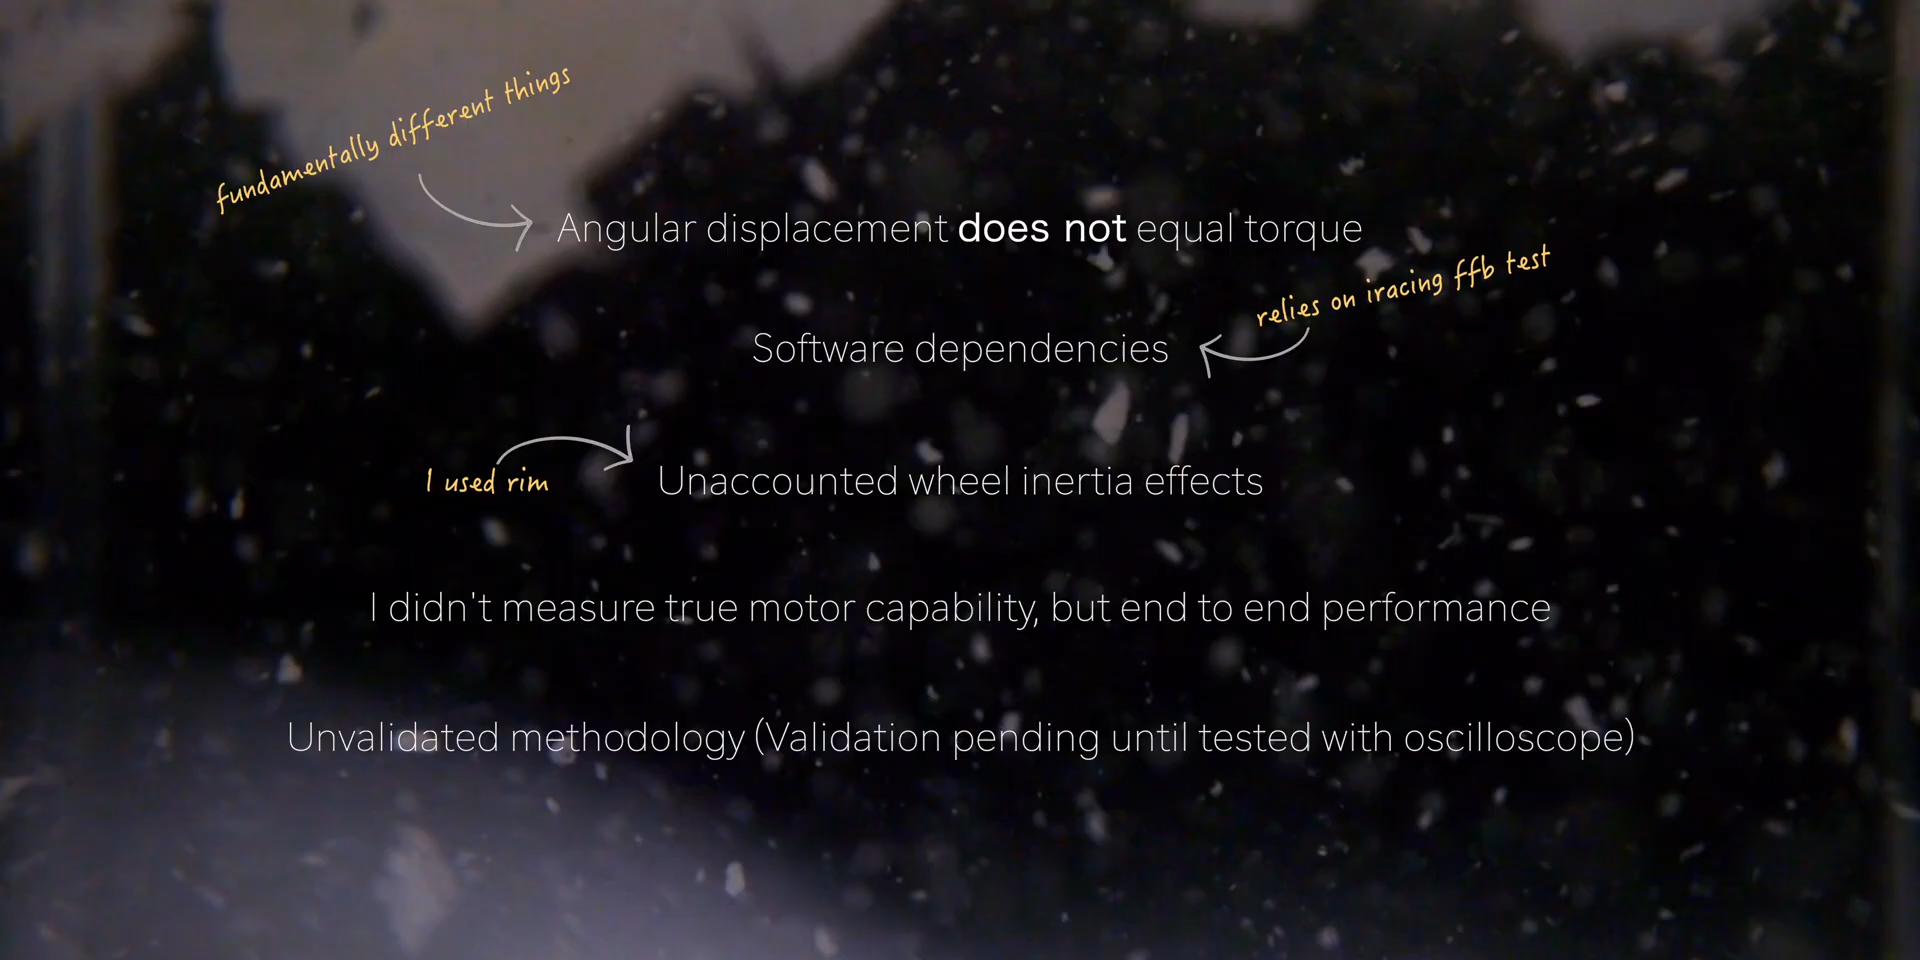 fundamentally different things
Angular displacement does not equal torque
relies on iracing ffb test
Software dependencies
I used rim
Unaccounted wheel inertia effects
I didn't measure true motor capability, but end to end performance
Unvalidated methodology (Validation pending until tested with oscilloscope)